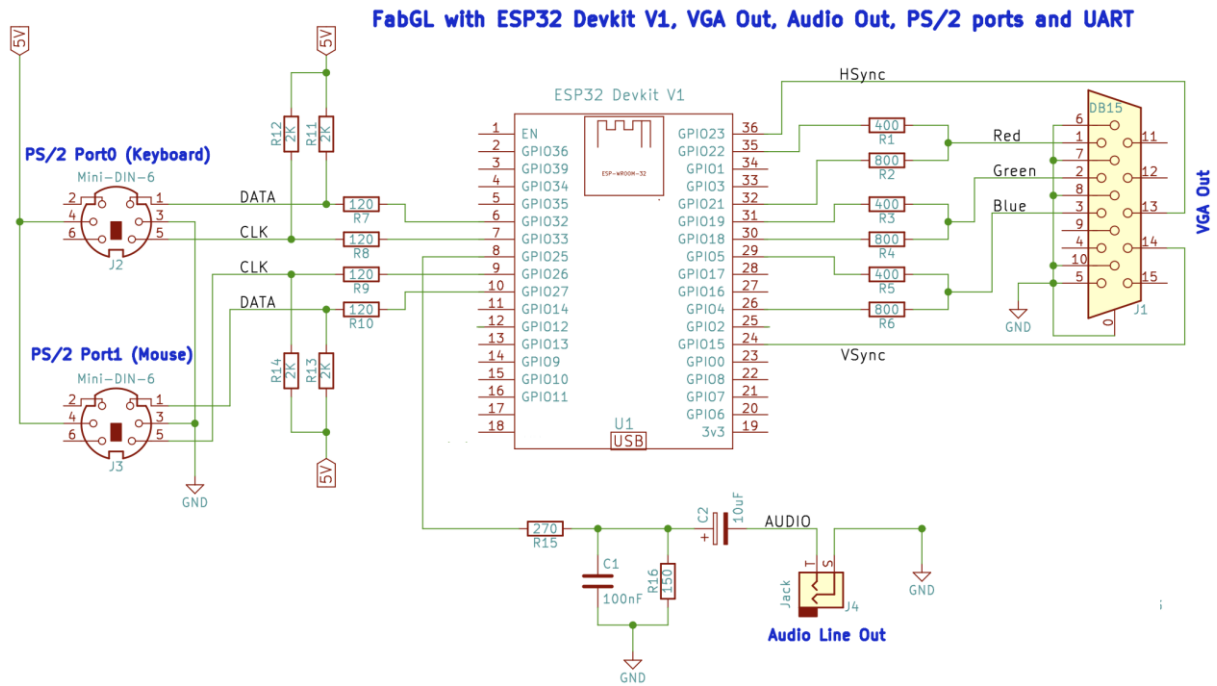 FabGL with ESP32 Devkit V1, VGA Out, Audio Out, PS/2 ports and UART
5V
5V
ESP32 Devkit V1
HSync
DB15
PS/2 Port0 (Keyboard)
Mini-DIN-6
2
1
4
3
6
5
J2
DATA
CLK
R12
2K
R11
2K
120
R7
120
R8
CLK
120
R9
DATA
120
R10
R14
2K
R13
2K
5V
PS/2 Port1 (Mouse)
Mini-DIN-6
2
1
4
3
6
5
J3
GND
ESP-WROOM-32
1 EN
2 GPIO36
3 GPIO39
4 GPIO34
5 GPIO35
6 GPIO32
7 GPIO33
8 GPIO25
9 GPIO26
10 GPIO27
11 GPIO14
12 GPIO12
13 GPIO13
14 GPIO9
15 GPIO10
16 GPIO11
17
18
GPIO23 36
GPIO22 35
GPIO1 34
GPIO3 33
GPIO21 32
GPIO19 31
GPIO18 30
GPIO5 29
GPIO17 28
GPIO16 27
GPIO4 26
GPIO2 25
GPIO15 24
GPIO0 23
GPIO8 22
GPIO7 21
GPIO6 20
3v3 19
U1
USB
400
R1
800
R2
400
R3
800
R4
400
R5
800
R6
Red
Green
Blue
VSync
6
1
7
2
8
3
9
4
10
5
11
12
13
14
15
0
J1
GND
VGA Out
270
R15
C1
100nF
R16
150
C2
10uF
+
AUDIO
T
S
Jack
J4
GND
Audio Line Out
GND